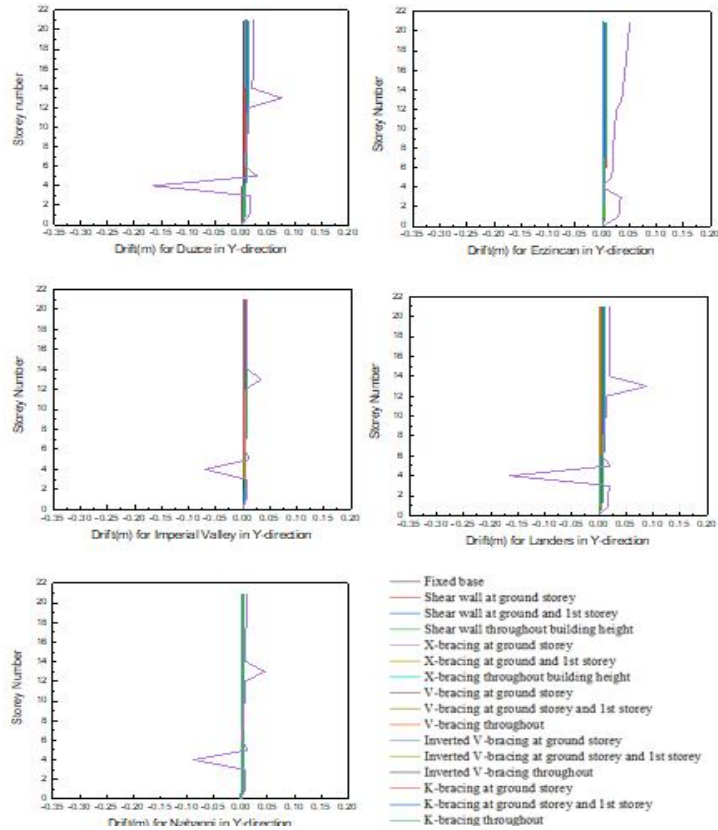 22
20
18
16
14
12
10
8
6
4
2
0
Storey number
-0.35 -0.30 -0.25 -0.20 -0.15 -0.10 -0.05 0.00 0.05 0.10 0.15 0.20
Drift(m) for Duzce in Y-direction
22
20
18
16
14
12
10
8
6
4
2
0
Storey Number
-0.35 -0.30 -0.25 -0.20 -0.15 -0.10 -0.05 0.00 0.05 0.10 0.15 0.20
Drift(m) for Erzincan in Y-direction
22
20
18
16
14
12
10
8
6
4
2
0
Storey Number
-0.35 -0.30 -0.25 -0.20 -0.15 -0.10 -0.05 0.00 0.05 0.10 0.15 0.20
Drift(m) for Imperial Valley in Y-direction
22
20
18
16
14
12
10
8
6
4
2
0
Storey Number
-0.35 -0.30 -0.25 -0.20 -0.15 -0.10 -0.05 0.00 0.05 0.10 0.15 0.20
Drift(m) for Landers in Y-direction
22
20
18
16
14
12
10
8
6
4
2
0
Storey Number
-0.35 -0.30 -0.25 -0.20 -0.15 -0.10 -0.05 0.00 0.05 0.10 0.15 0.20
Drift(m) for Nahanni in Y-direction
Fixed base
Shear wall at ground storey
Shear wall at ground and 1st storey
Shear wall throughout building height
X-bracing at ground storey
X-bracing at ground and 1st storey
X-bracing throughout building height
V-bracing at ground storey
V-bracing at ground storey and 1st storey
V-bracing throughout
Inverted V-bracing at ground storey
Inverted V-bracing at ground storey and 1st storey
Inverted V-bracing throughout
K-bracing at ground storey
K-bracing at ground storey and 1st storey
K-bracing throughout